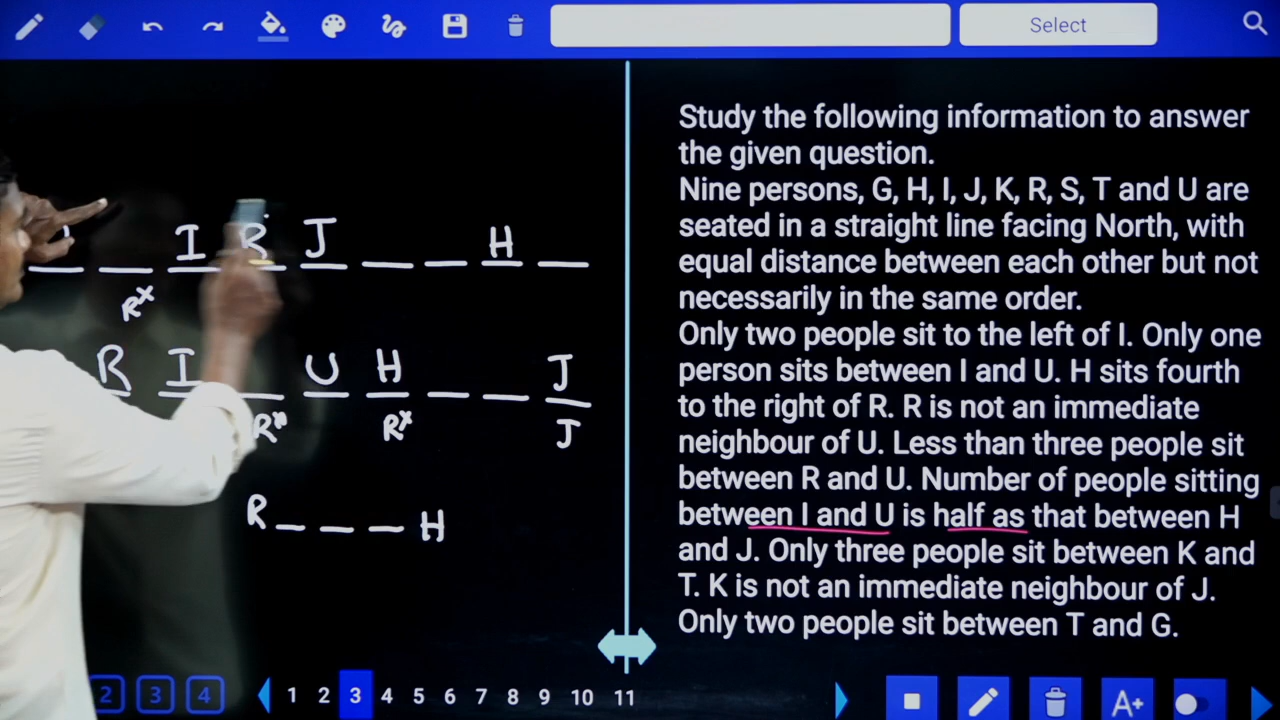 Select
Study the following information to answer
the given question.
Nine persons, G, H, I, J, K, R, S, T and U are
seated in a straight line facing North, with
equal distance between each other but not
necessarily in the same order.
Only two people sit to the left of I. Only one
person sits between I and U. H sits fourth
to the right of R. R is not an immediate
neighbour of U. Less than three people sit
between R and U. Number of people sitting
between I and U is half as that between H
and J. Only three people sit between K and
T. K is not an immediate neighbour of J.
Only two people sit between T and G.
I R J H
R×
R I U H J
R× R× J
R _ _ _ H
2 3 4 1 2 3 4 5 6 7 8 9 10 11 A+